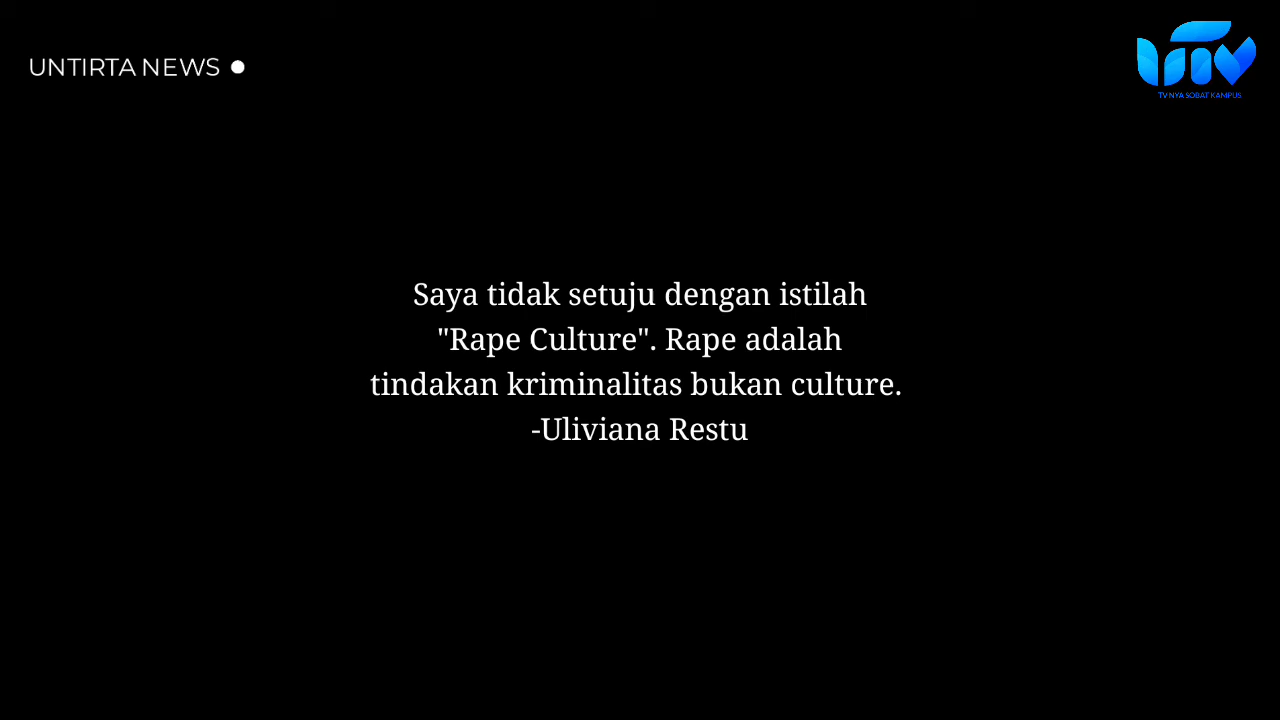 UNTIRTA NEWS
TV NYA SOBAT KAMPUS
Saya tidak setuju dengan istilah
"Rape Culture". Rape adalah
tindakan kriminalitas bukan culture.
-Uliviana Restu